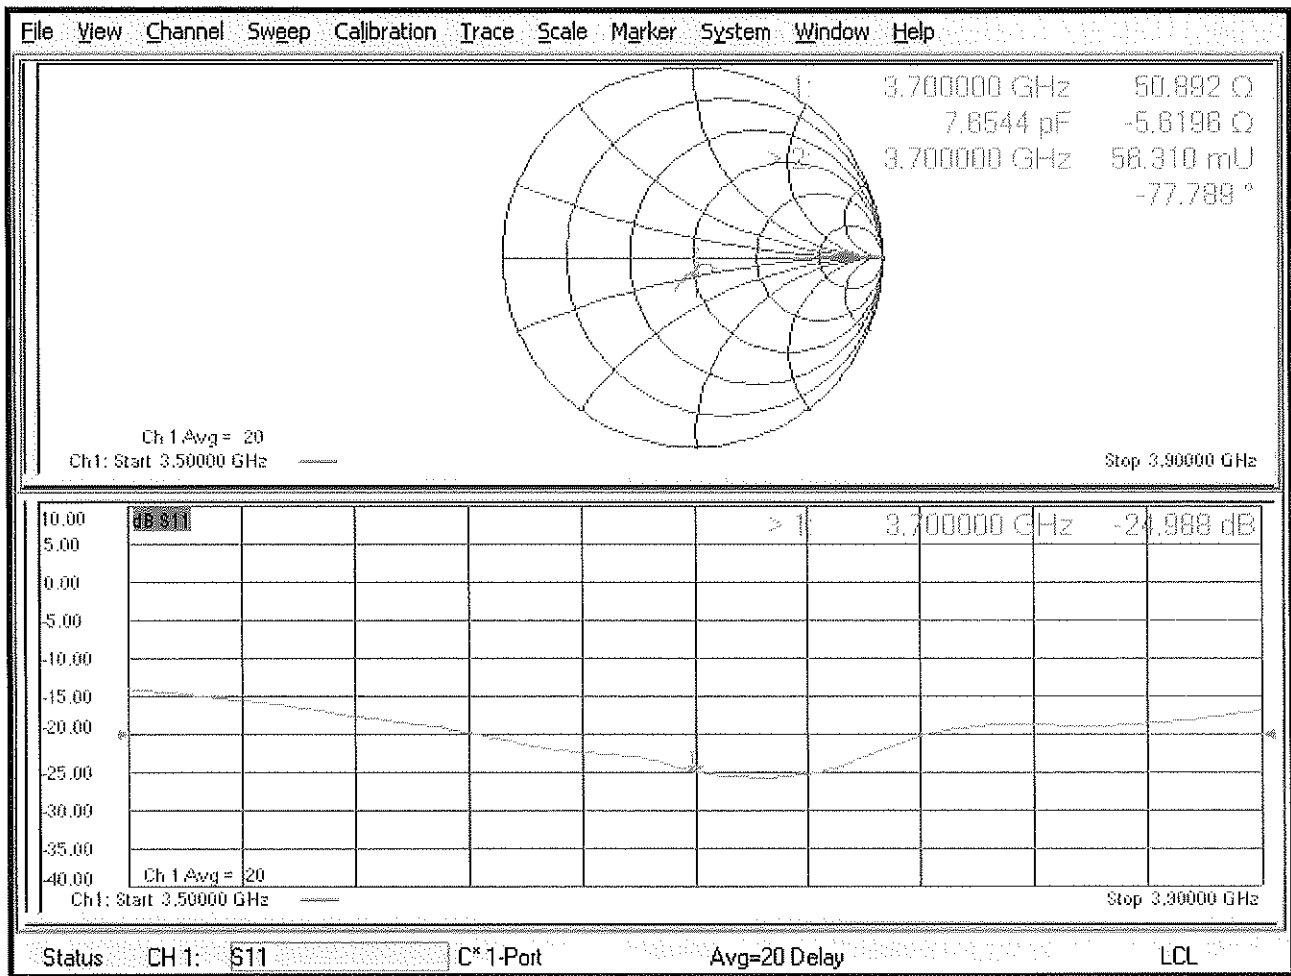 File View Channel Sweep Calibration Trace Scale Marker System Window Help
1: 3.700000 GHz 50.892 Ω
7.6544 pF -5.6196 Ω
> 2: 3.700000 GHz 56.310 mU
-77.789 °
Ch 1 Avg = 20
Ch1: Start 3.50000 GHz Stop 3.90000 GHz
10.00 dB S11 > 1: 3.700000 GHz -24.988 dB
5.00
0.00
-5.00
-10.00
-15.00
-20.00
-25.00
-30.00
-35.00
-40.00 Ch 1 Avg = 20
Ch1: Start 3.50000 GHz Stop 3.90000 GHz
Status CH 1: S11 C* 1-Port Avg=20 Delay LCL